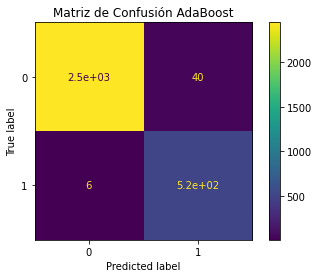 Matriz de Confusión AdaBoost
0
2.5e+03
40
1
6
5.2e+02
True label
0
1
Predicted label
2000
1500
1000
500